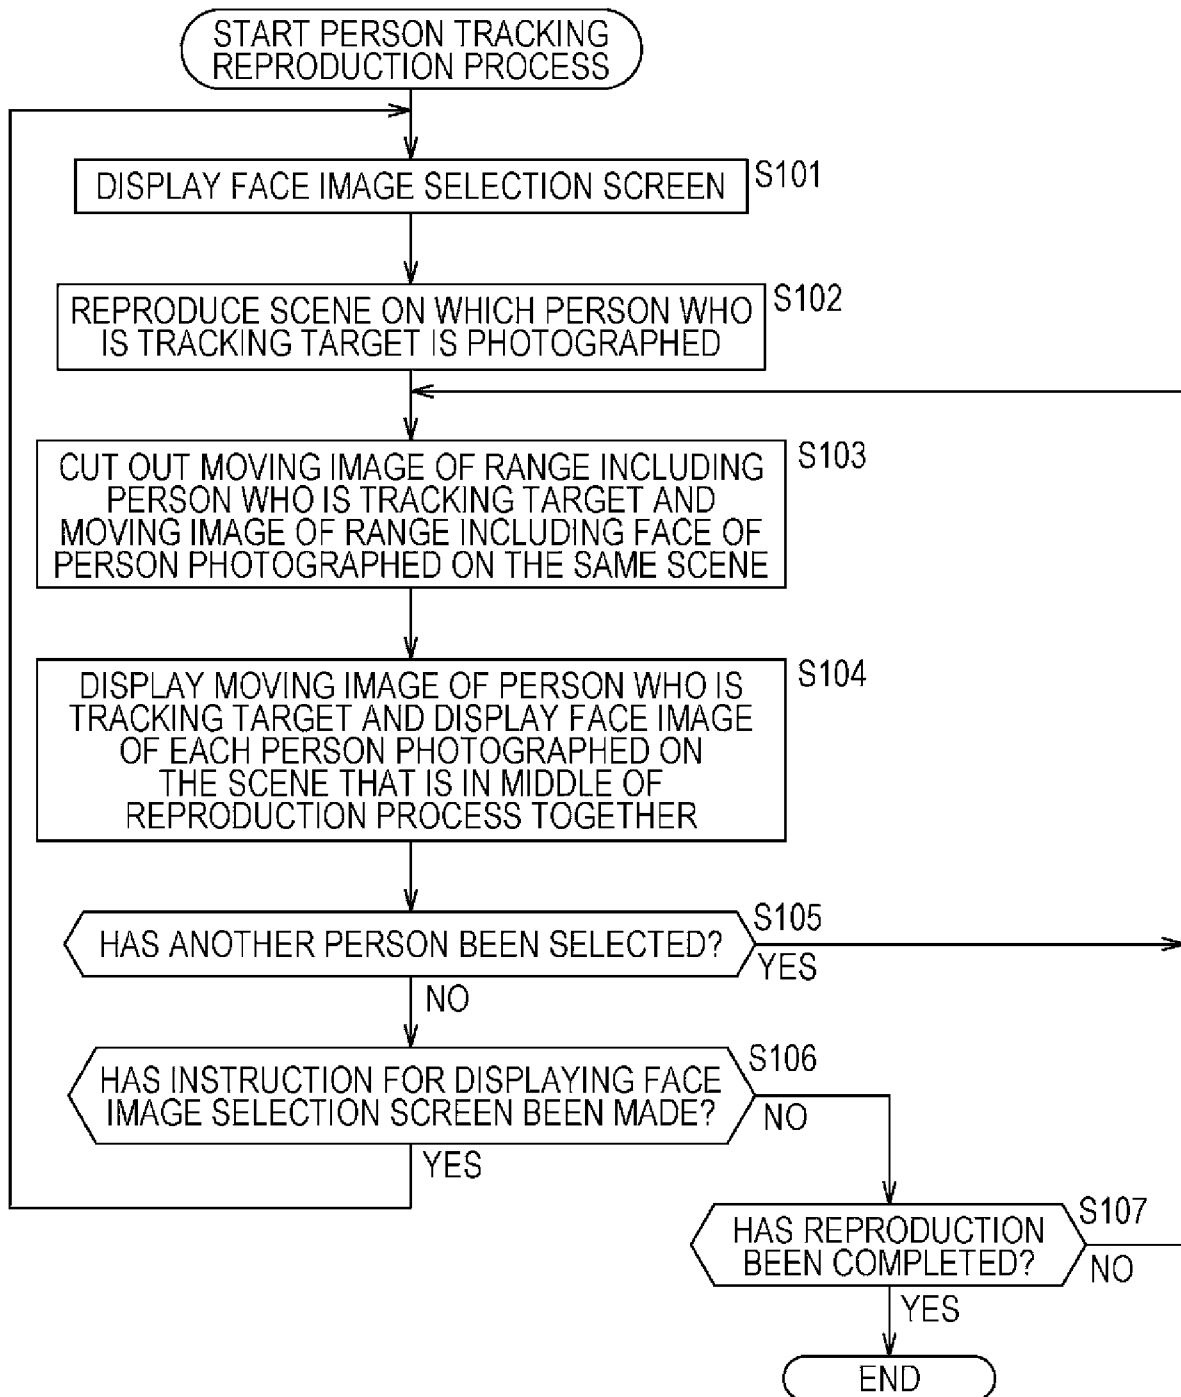 START PERSON TRACKING
REPRODUCTION PROCESS
DISPLAY FACE IMAGE SELECTION SCREEN
S101
REPRODUCE SCENE ON WHICH PERSON WHO
IS TRACKING TARGET IS PHOTOGRAPHED
S102
CUT OUT MOVING IMAGE OF RANGE INCLUDING
PERSON WHO IS TRACKING TARGET AND
MOVING IMAGE OF RANGE INCLUDING FACE OF
PERSON PHOTOGRAPHED ON THE SAME SCENE
S103
DISPLAY MOVING IMAGE OF PERSON WHO IS
TRACKING TARGET AND DISPLAY FACE IMAGE
OF EACH PERSON PHOTOGRAPHED ON
THE SCENE THAT IS IN MIDDLE OF
REPRODUCTION PROCESS TOGETHER
S104
HAS ANOTHER PERSON BEEN SELECTED?
S105
YES
NO
HAS INSTRUCTION FOR DISPLAYING FACE
IMAGE SELECTION SCREEN BEEN MADE?
S106
NO
YES
HAS REPRODUCTION
BEEN COMPLETED?
S107
NO
YES
END